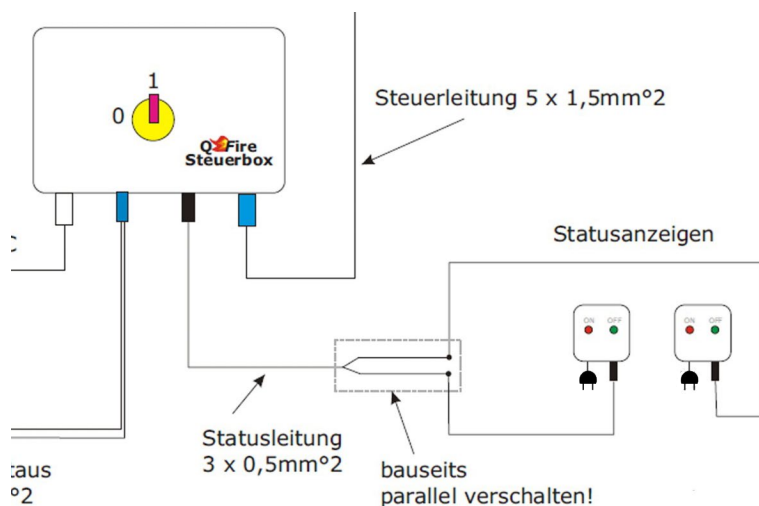 1
0
Q Fire
Steuerbox
Steuerleitung 5 x 1,5mm°2
Statusanzeigen
ON OFF
ON OFF
Statusleitung
3 x 0,5mm°2
bauseits
parallel verschalten!
taus
°2